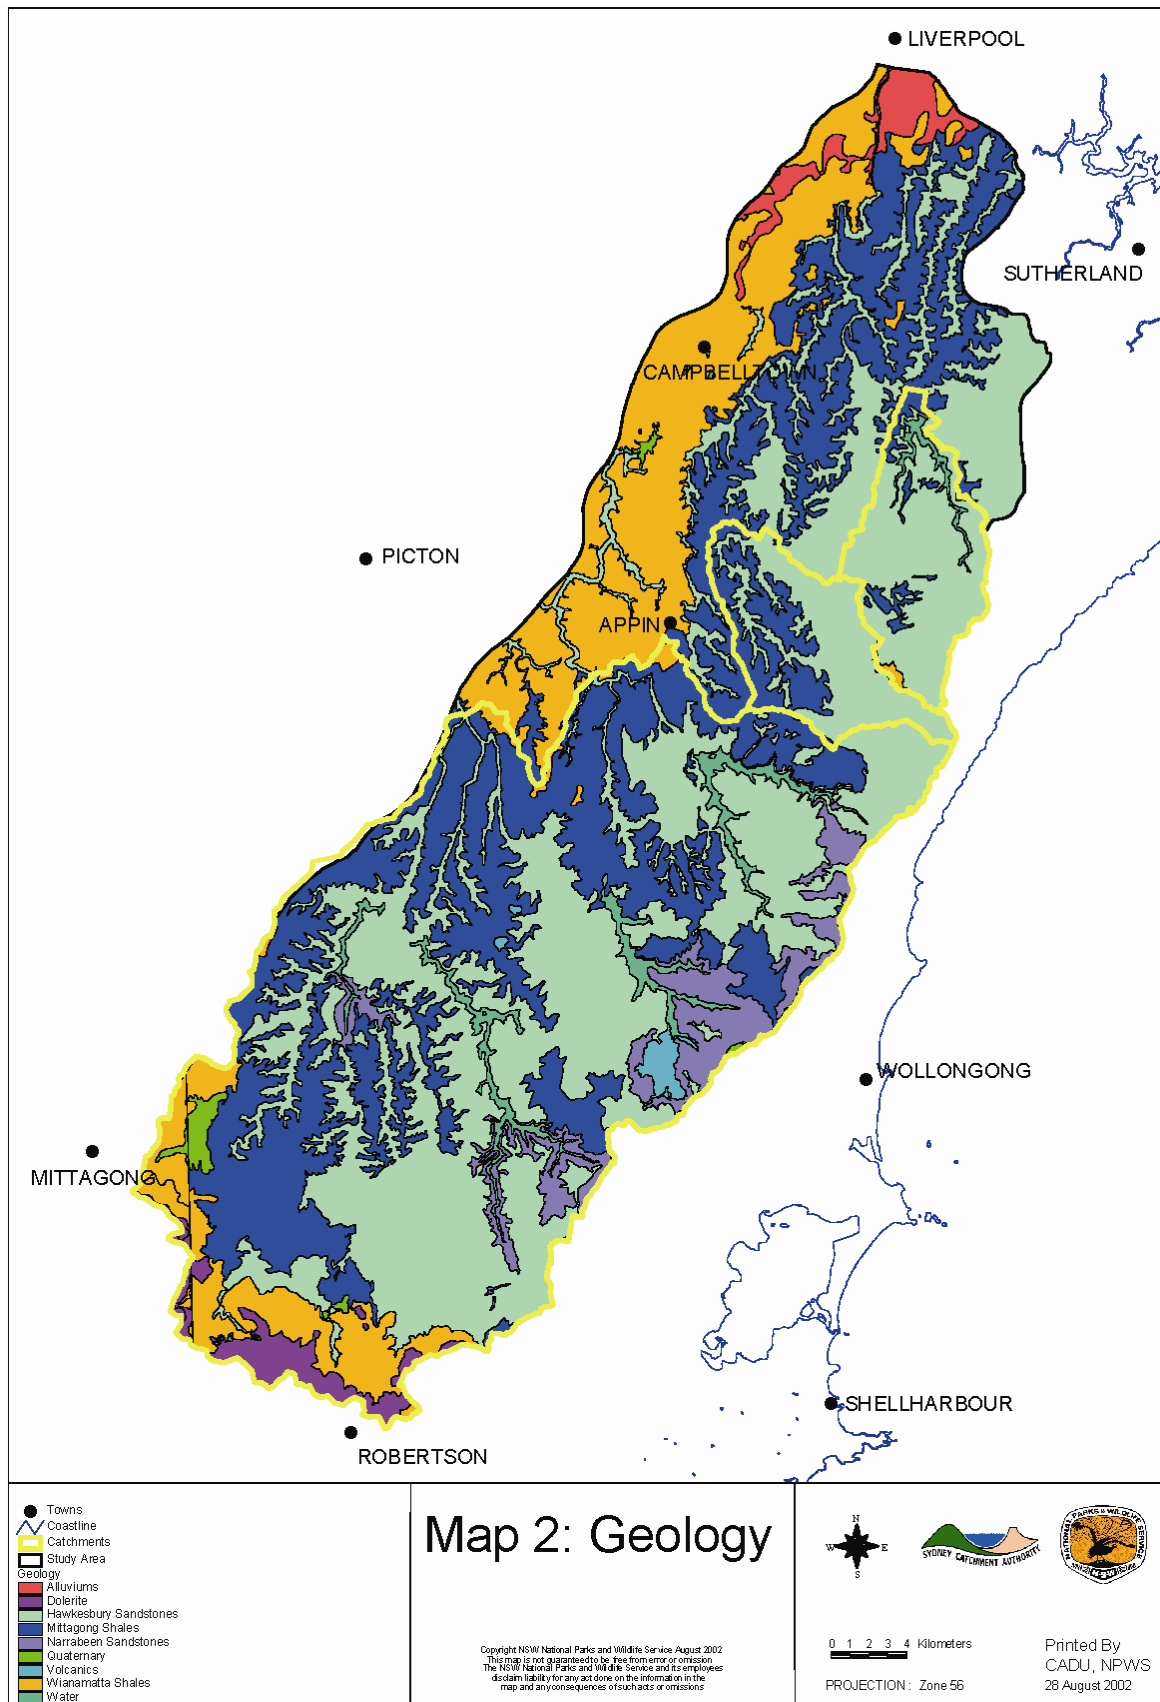 LIVERPOOL
SUTHERLAND
CAMPBELLTOWN
PICTON
APPIN
WOLLONGONG
MITTAGONG
SHELLHARBOUR
ROBERTSON
Towns
Coastline
Catchments
Study Area
Geology
Alluviums
Dolerite
Hawkesbury Sandstones
Mittagong Shales
Narrabeen Sandstones
Quaternary
Volcanics
Wianamatta Shales
Water
Map 2: Geology
Copyright NSW National Parks and Wildlife Service August 2002
This map is not guaranteed to be free from error or omission
The NSW National Parks and Wildlife Service and its employees
disclaim liability for any act done on the information in the
map and any consequences of such acts or omissions
N
W E
S
SYDNEY CATCHMENT AUTHORITY
NATIONAL PARKS & WILDLIFE SERVICE
0 1 2 3 4 Kilometers
PROJECTION : Zone 56
Printed By
CADU, NPWS
28 August 2002